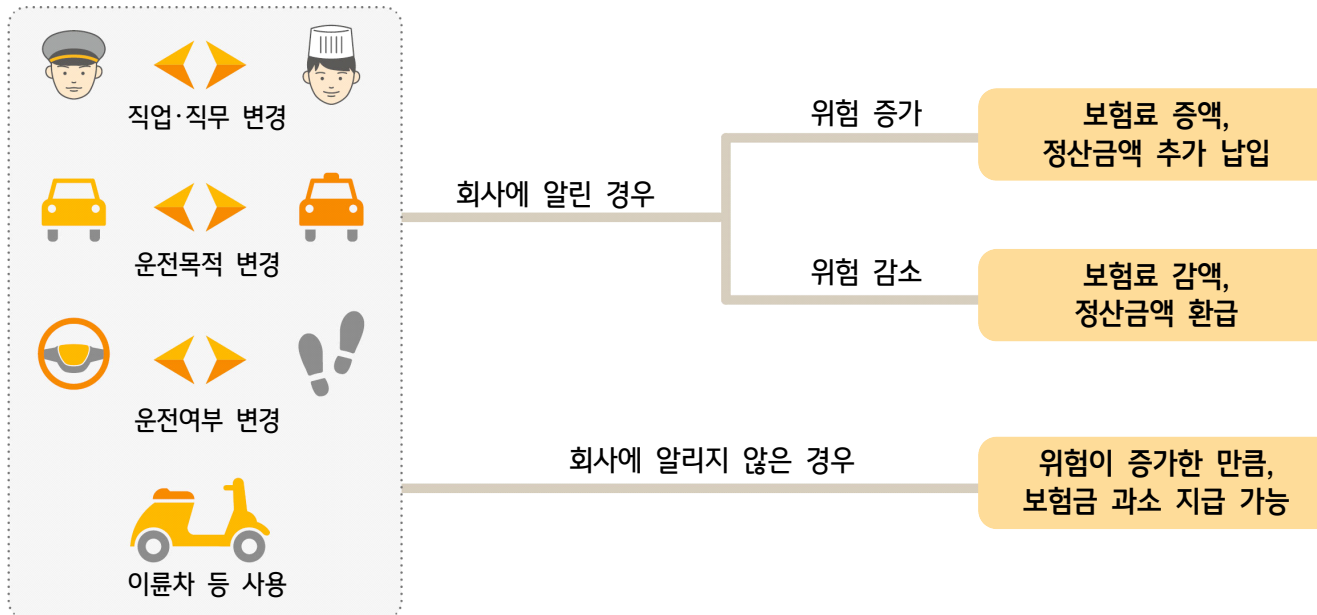 직업·직무 변경
운전목적 변경
운전여부 변경
이륜차 등 사용
회사에 알린 경우
위험 증가
보험료 증액,
정산금액 추가 납입
위험 감소
보험료 감액,
정산금액 환급
회사에 알리지 않은 경우
위험이 증가한 만큼,
보험금 과소 지급 가능